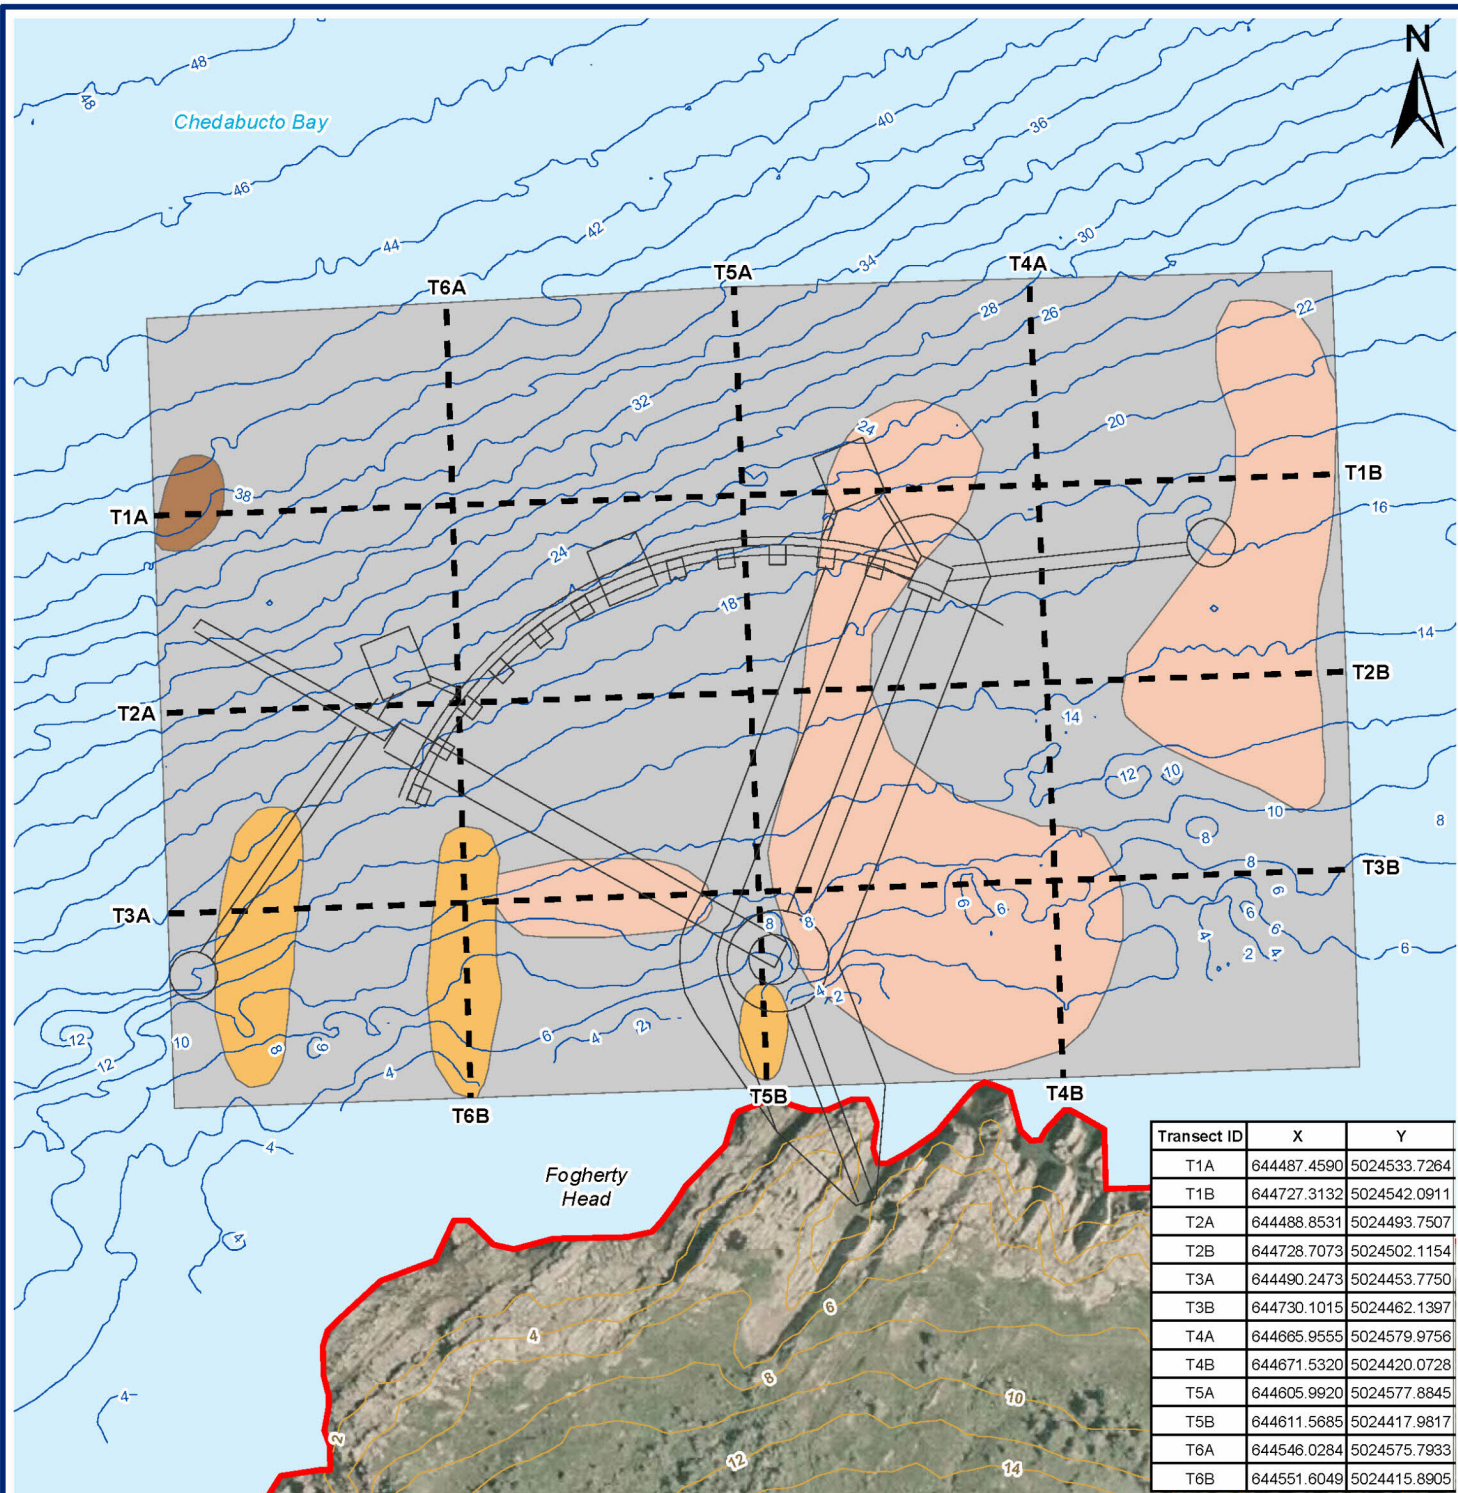 N
48
48
Chedabucto Bay
40
36
46
44
42
30
34
T4A
T5A
T6A
28
26
22
32
20
24
T1B
38
16
T1A
24
18
14
T2B
T2A
14
12
10
10
8
8
8
T3B
6
6
6
6
6
T3A
8
8
4
2
4
6
4
2
12
10
12
8
6
6
4
2
4
T6B
T5B
T4B
4
Fogherty
Head
4
4
6
4
8
10
2
12
14
Transect ID X Y
T1A 644487.4590 5024533.7264
T1B 644727.3132 5024542.0911
T2A 644488.8531 5024493.7507
T2B 644728.7073 5024502.1154
T3A 644490.2473 5024453.7750
T3B 644730.1015 5024462.1397
T4A 644665.9555 5024579.9756
T4B 644671.5320 5024420.0728
T5A 644605.9920 5024577.8845
T5B 644611.5685 5024417.9817
T6A 644546.0284 5024575.7933
T6B 644551.6049 5024415.8905